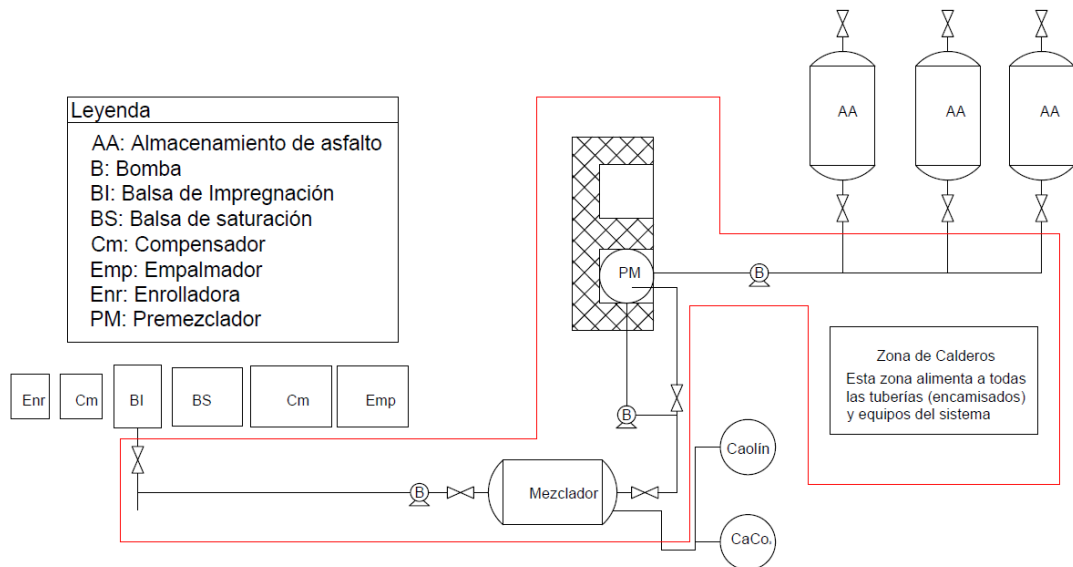 Leyenda
AA: Almacenamiento de asfalto
B: Bomba
BI: Balsa de Impregnación
BS: Balsa de saturación
Cm: Compensador
Emp: Empalmador
Enr: Enrolladora
PM: Premezclador
AA
AA
AA
PM
B
Zona de Calderos
Esta zona alimenta a todas
las tuberías (encamisados)
y equipos del sistema
Enr
Cm
BI
BS
Cm
Emp
B
Caolín
B
Mezclador
CaCo.